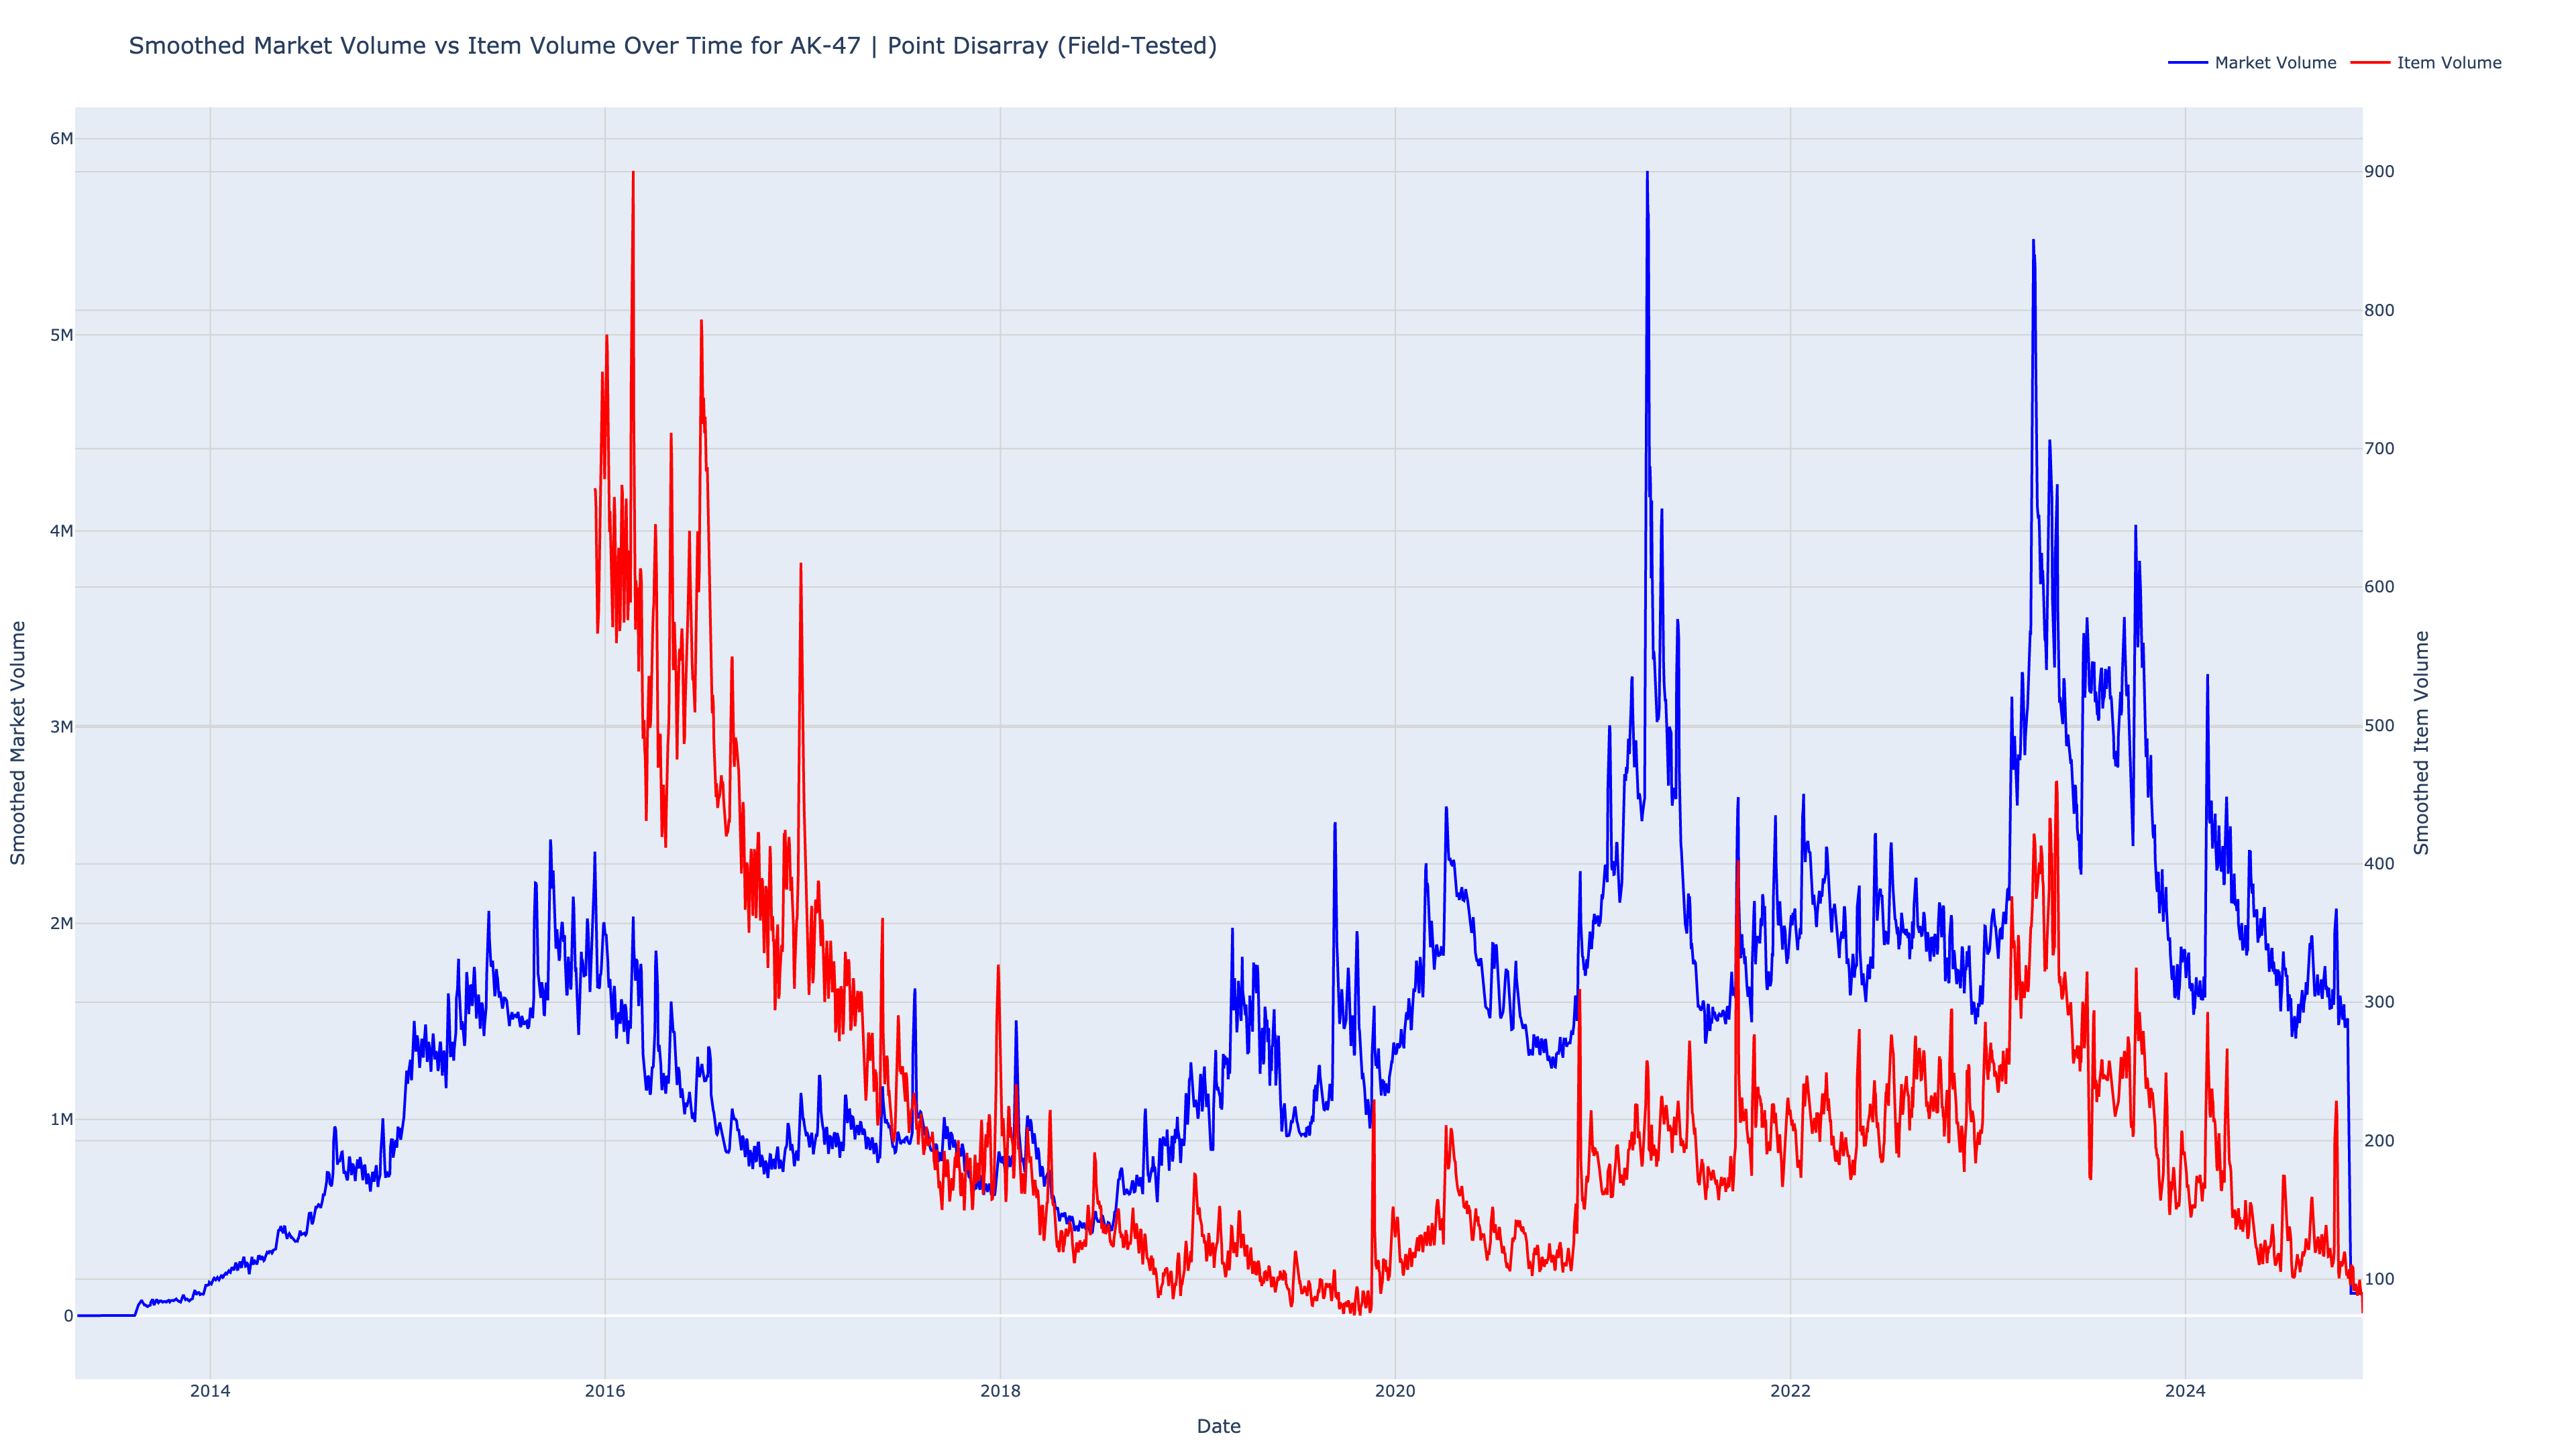 Smoothed Market Volume vs Item Volume Over Time for AK-47 | Point Disarray (Field-Tested)
Market Volume
Item Volume
6M
5M
4M
3M
2M
1M
0
Smoothed Market Volume
900
800
700
600
500
400
300
200
100
Smoothed Item Volume
2014
2016
2018
2020
2022
2024
Date